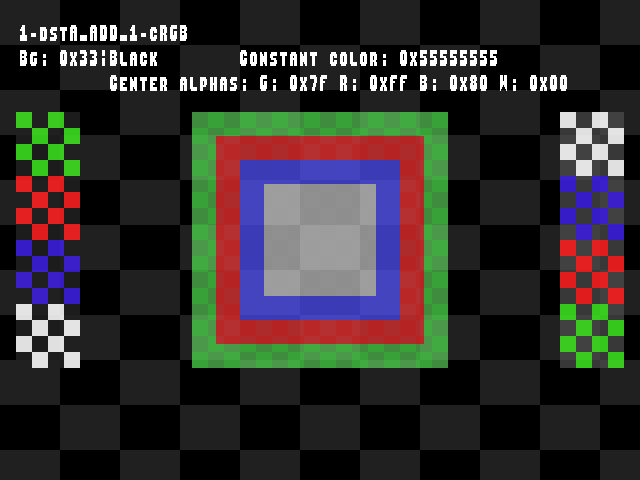 1-dstA_ADD_1-cRGB
Bg: 0x33¦Black Constant color: 0x55555555
Center alphas: G: 0x7f R: 0xff B: 0x80 W: 0x00